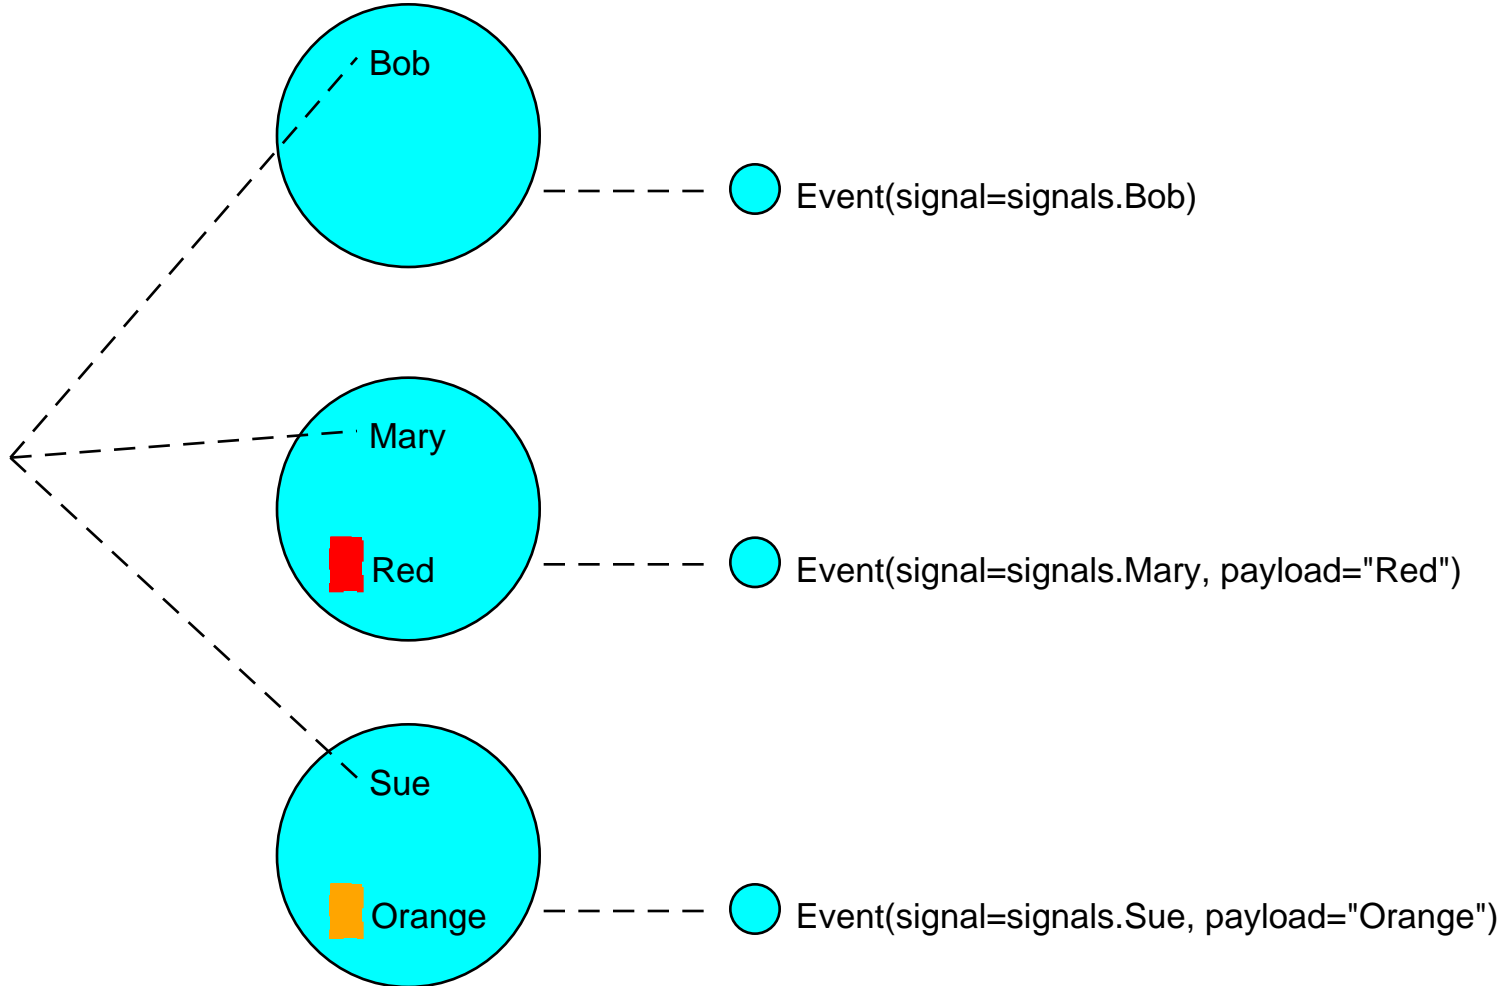 Bob
Event(signal=signals.Bob)
Mary
Red
Event(signal=signals.Mary, payload="Red")
Sue
Orange
Event(signal=signals.Sue, payload="Orange")